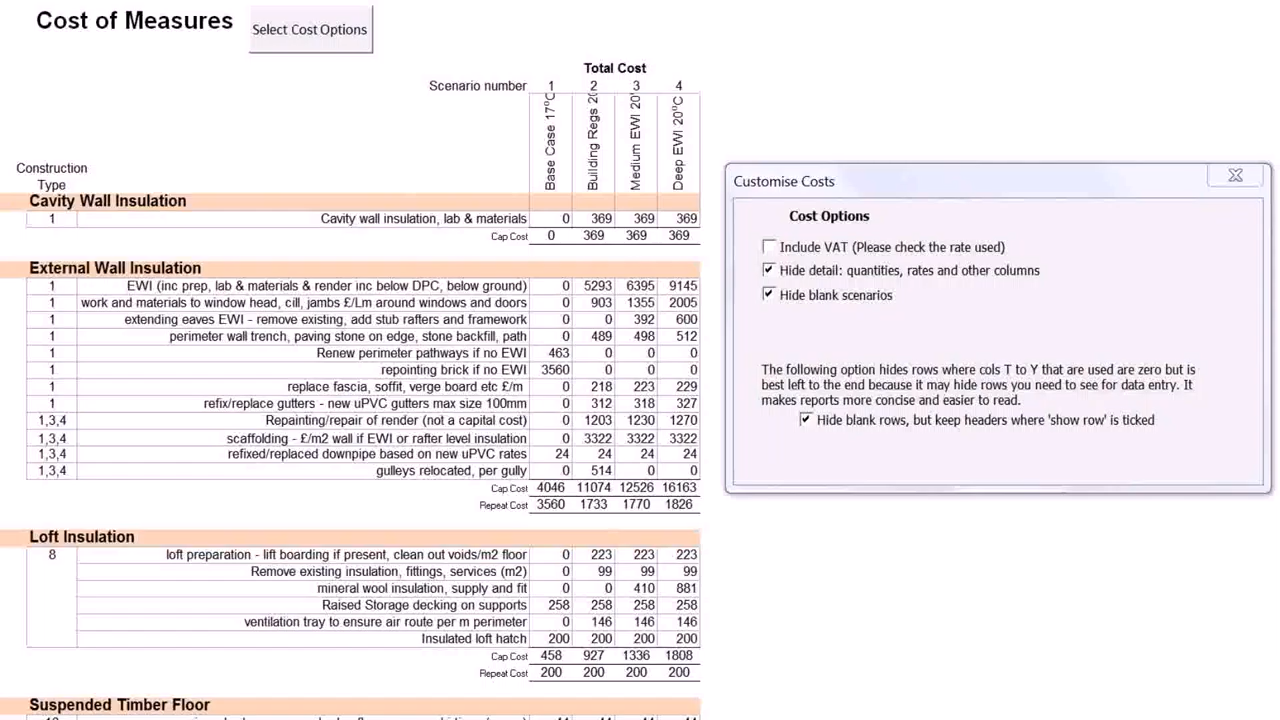 Cost of Measures
Select Cost Options
Total Cost
Scenario number 1 2 3 4
Base Case 17°C
Building Regs
Medium EWI
Deep EWI 20°C
Construction
Type
Cavity Wall Insulation
1 Cavity wall insulation, lab & materials 0 369 369 369
Cap Cost 0 369 369 369
External Wall Insulation
1 EWI (inc prep, lab & materials & render inc below DPC, below ground) 0 5293 6395 9145
1 work and materials to window head, cill, jambs £/Lm around windows and doors 0 903 1355 2005
1 extending eaves EWI - remove existing, add stub rafters and framework 0 0 392 600
1 perimeter wall trench, paving stone on edge, stone backfill, path 0 489 498 512
1 Renew perimeter pathways if no EWI 463 0 0 0
1 repointing brick if no EWI 3560 0 0 0
1 replace fascia, soffit, verge board etc £/m 0 218 223 229
1 refix/replace gutters - new uPVC gutters max size 100mm 0 312 318 327
1,3,4 Repainting/repair of render (not a capital cost) 0 1203 1230 1270
1,3,4 scaffolding - £/m2 wall if EWI or rafter level insulation 0 3322 3322 3322
1,3,4 refixed/replaced downpipe based on new uPVC rates 24 24 24 24
1,3,4 gulleys relocated, per gully 0 514 0 0
Cap Cost 4046 11074 12526 16163
Repeat Cost 3560 1733 1770 1826
Loft Insulation
8 loft preparation - lift boarding if present, clean out voids/m2 floor 0 223 223 223
Remove existing insulation, fittings, services (m2) 0 99 99 99
mineral wool insulation, supply and fit 0 0 410 881
Raised Storage decking on supports 258 258 258 258
ventilation tray to ensure air route per m perimeter 0 146 146 146
Insulated loft hatch 200 200 200 200
Cap Cost 458 927 1336 1808
Repeat Cost 200 200 200 200
Suspended Timber Floor
Customise Costs
Cost Options
Include VAT (Please check the rate used)
Hide detail: quantities, rates and other columns
Hide blank scenarios
The following option hides rows where cols T to Y that are used are zero but is
best left to the end because it may hide rows you need to see for data entry. It
makes reports more concise and easier to read.
Hide blank rows, but keep headers where 'show row' is ticked